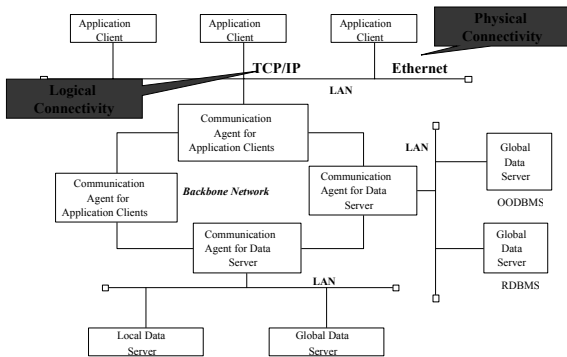 Application
Client
Application
Client
Application
Client
Physical
Connectivity
TCP/IP
Ethernet
LAN
Logical
Connectivity
Communication
Agent for
Application Clients
LAN
Global
Data
Server
OODBMS
Communication
Agent for
Application Clients
Backbone Network
Communication
Agent for Data
Server
Communication
Agent for Data
Server
Global
Data
Server
RDBMS
LAN
Local Data
Server
Global Data
Server